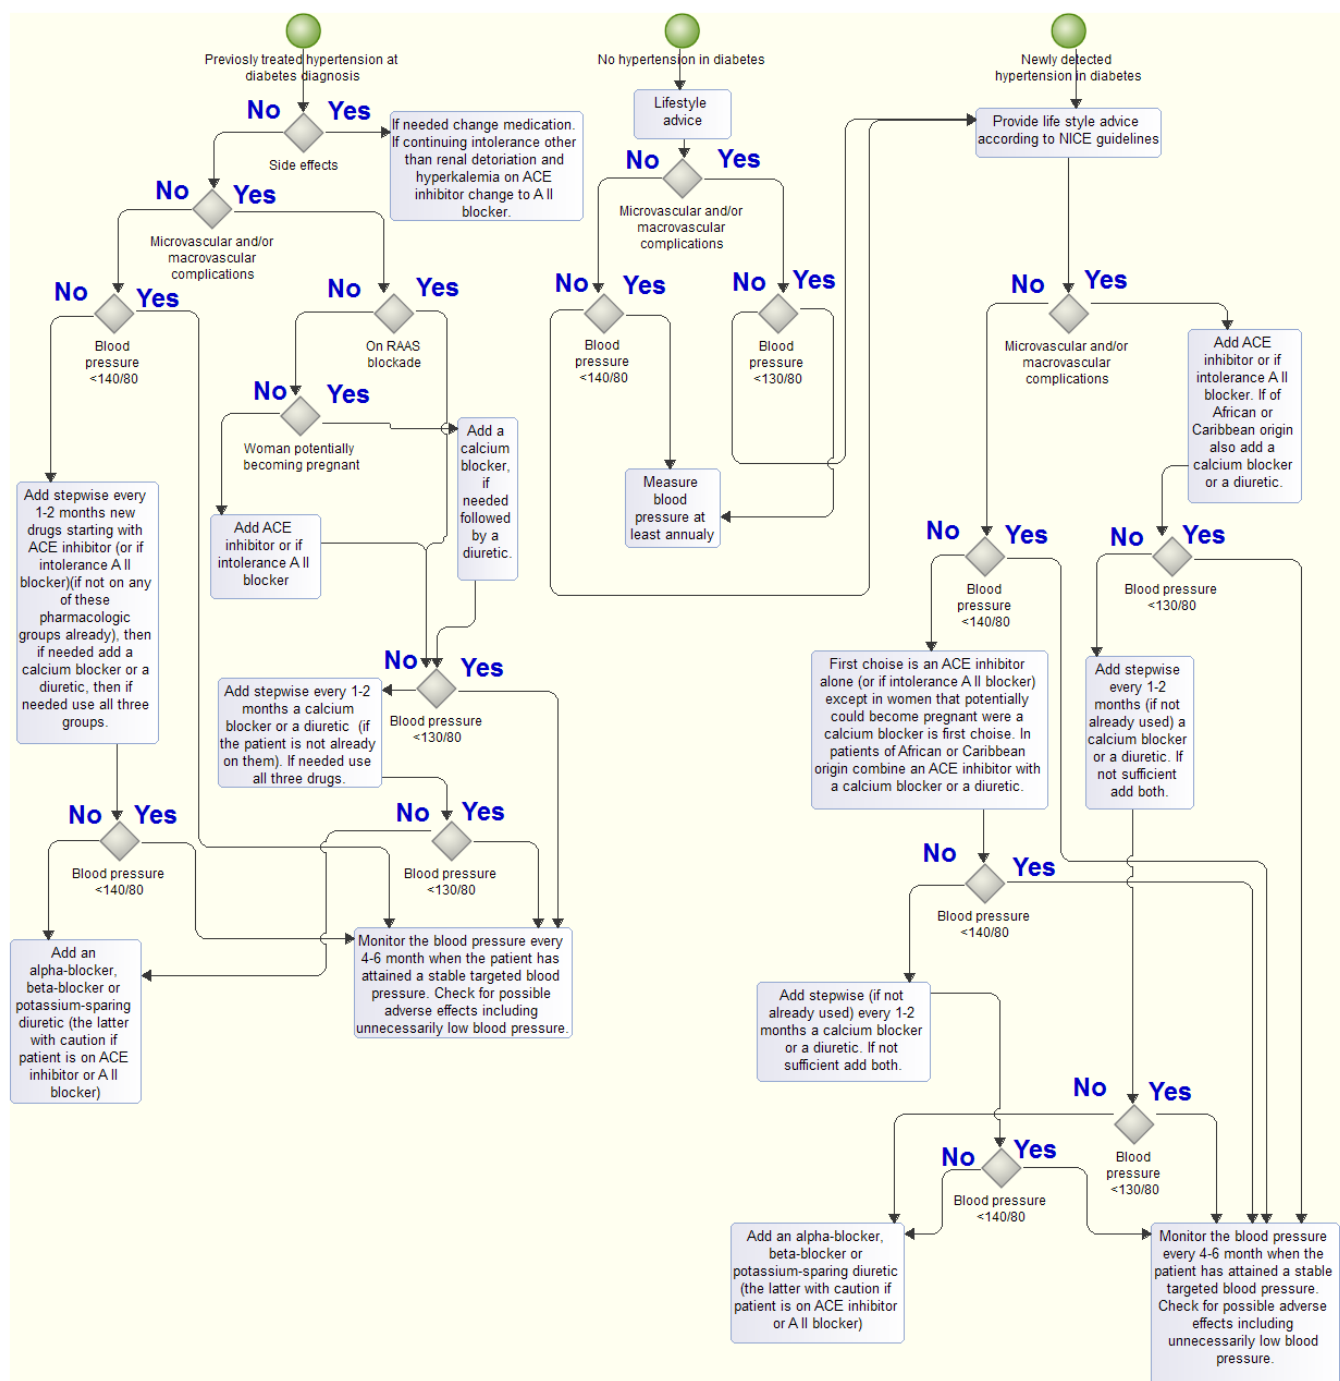 Previosly treated hypertension at
diabetes diagnosis
No
Yes
Side effects
If needed change medication.
If continuing intolerance other
than renal detoriation and
hyperkalemia on ACE
inhibitor change to A II
blocker.
No
Yes
Microvascular and/or
macrovascular
complications
No
Yes
Blood
pressure
<140/80
No
Yes
On RAAS
blockade
No
Yes
Woman potentially
becoming pregnant
Add a
calcium
blocker,
if
needed
followed
by a
diuretic.
Add stepwise every
1-2 months new
drugs starting with
ACE inhibitor (or if
intolerance A II
blocker)(if not on any
of these
pharmacologic
groups already), then
if needed add a
calcium blocker or a
diuretic, then if
needed use all three
groups.
Add ACE
inhibitor or if
intolerance A II
blocker
No
Yes
Blood pressure
<130/80
Add stepwise every 1-2
months a calcium
blocker or a diuretic (if
the patient is not already
on them). If needed use
all three drugs.
No
Yes
Blood pressure
<140/80
No
Yes
Blood pressure
<130/80
Add an
alpha-blocker,
beta-blocker or
potassium-sparing
diuretic (the latter
with caution if
patient is on ACE
inhibitor or A II
blocker)
Monitor the blood pressure every
4-6 month when the patient has
attained a stable targeted blood
pressure. Check for possible
adverse effects including
unnecessarily low blood pressure.
No hypertension in diabetes
Lifestyle
advice
No
Yes
Microvascular and/or
macrovascular
complications
No
Yes
Blood
pressure
<140/80
No
Yes
Blood
pressure
<130/80
Measure
blood
pressure at
least annualy
Newly detected
hypertension in diabetes
Provide life style advice
according to NICE guidelines
No
Yes
Microvascular and/or
macrovascular
complications
Add ACE
inhibitor or if
intolerance A II
blocker. If of
African or
Caribbean origin
also add a
calcium blocker
or a diuretic.
No
Yes
Blood
pressure
<140/80
No
Yes
Blood pressure
<130/80
First choise is an ACE inhibitor
alone (or if intolerance A II blocker)
except in women that potentially
could become pregnant were a
calcium blocker is first choise. In
patients of African or Caribbean
origin combine an ACE inhibitor with
a calcium blocker or a diuretic.
Add stepwise
every 1-2
months (if not
already used) a
calcium blocker
or a diuretic. If
not sufficient
add both.
No
Yes
Blood pressure
<140/80
Add stepwise (if not
already used) every 1-2
months a calcium blocker
or a diuretic. If not
sufficient add both.
No
Yes
Blood
pressure
<130/80
No
Yes
Blood pressure
<140/80
Add an alpha-blocker,
beta-blocker or
potassium-sparing diuretic
(the latter with caution if
patient is on ACE inhibitor
or A II blocker)
Monitor the blood pressure
every 4-6 month when the
patient has attained a stable
targeted blood pressure.
Check for possible adverse
effects including
unnecessarily low blood
pressure.